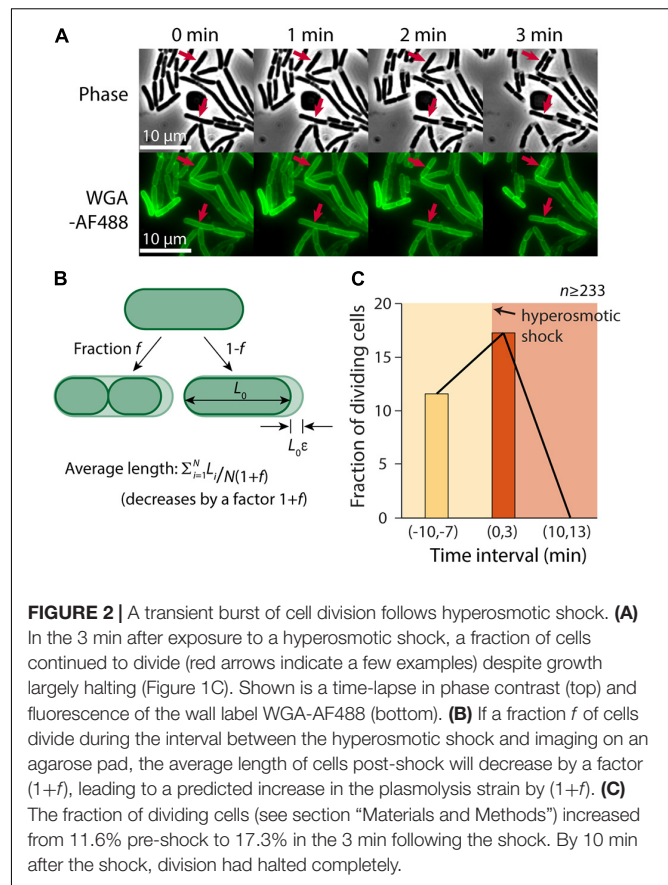 A
0 min 1 min 2 min 3 min
Phase
10 µm
WGA
-AF488
10 µm
B
Fraction f 1-f
L₀
L₀ε
Average length: Σᵢ₌₁ᴺ Lᵢ/N(1+f)
(decreases by a factor 1+f)
C
n≥233
20
15
10
5
0
hyperosmotic
shock
Fraction of dividing cells
(-10,-7) (0,3) (10,13)
Time interval (min)
FIGURE 2 | A transient burst of cell division follows hyperosmotic shock. (A)
In the 3 min after exposure to a hyperosmotic shock, a fraction of cells
continued to divide (red arrows indicate a few examples) despite growth
largely halting (Figure 1C). Shown is a time-lapse in phase contrast (top) and
fluorescence of the wall label WGA-AF488 (bottom). (B) If a fraction f of cells
divide during the interval between the hyperosmotic shock and imaging on an
agarose pad, the average length of cells post-shock will decrease by a factor
(1+f), leading to a predicted increase in the plasmolysis strain by (1+f). (C)
The fraction of dividing cells (see section “Materials and Methods”) increased
from 11.6% pre-shock to 17.3% in the 3 min following the shock. By 10 min
after the shock, division had halted completely.